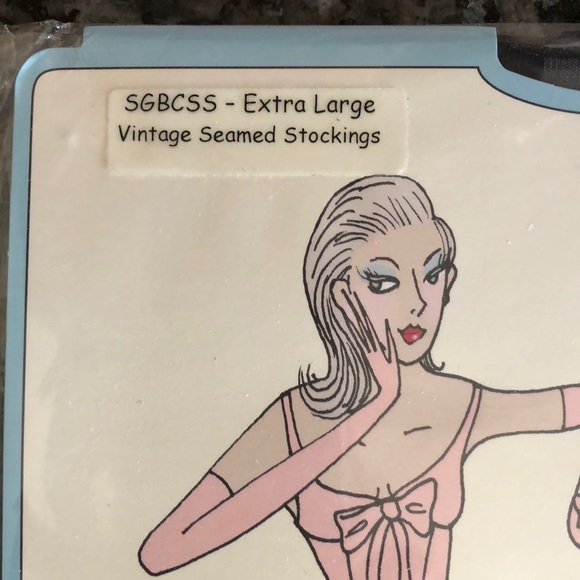 SGBCSS - Extra Large
Vintage Seamed Stockings